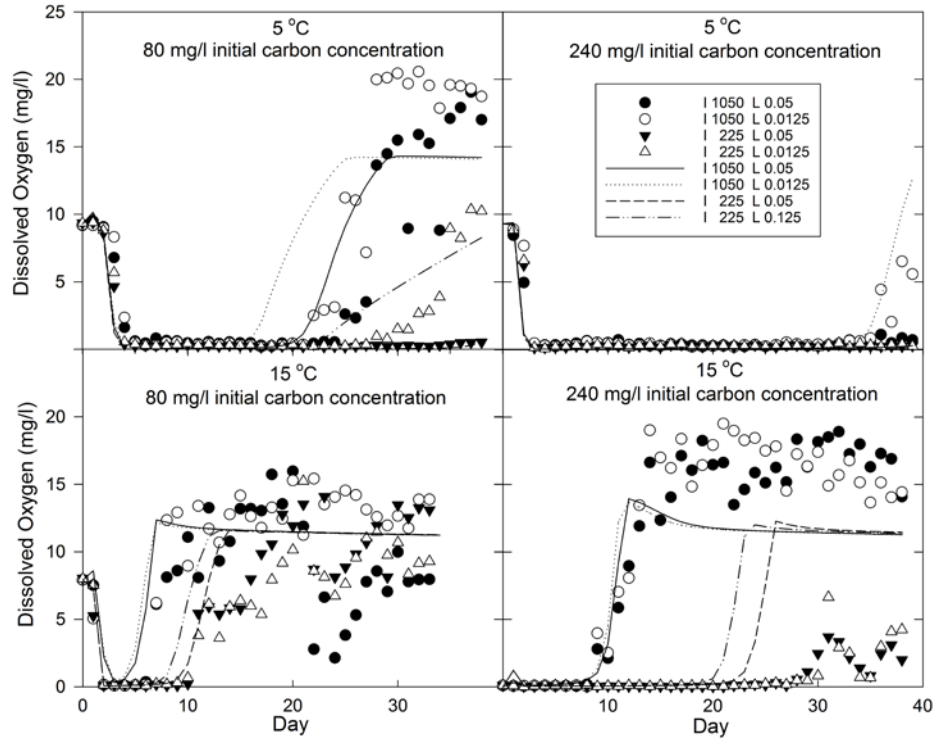 5 °C
80 mg/l initial carbon concentration
5 °C
240 mg/l initial carbon concentration
I 1050 L 0.05
I 1050 L 0.0125
I 225 L 0.05
I 225 L 0.0125
I 1050 L 0.05
I 1050 L 0.0125
I 225 L 0.05
I 225 L 0.125
Dissolved Oxygen (mg/l)
25
20
15
10
5
15 °C
80 mg/l initial carbon concentration
15 °C
240 mg/l initial carbon concentration
Dissolved Oxygen (mg/l)
20
15
10
5
0
0 10 20 30
Day
10 20 30 40
Day